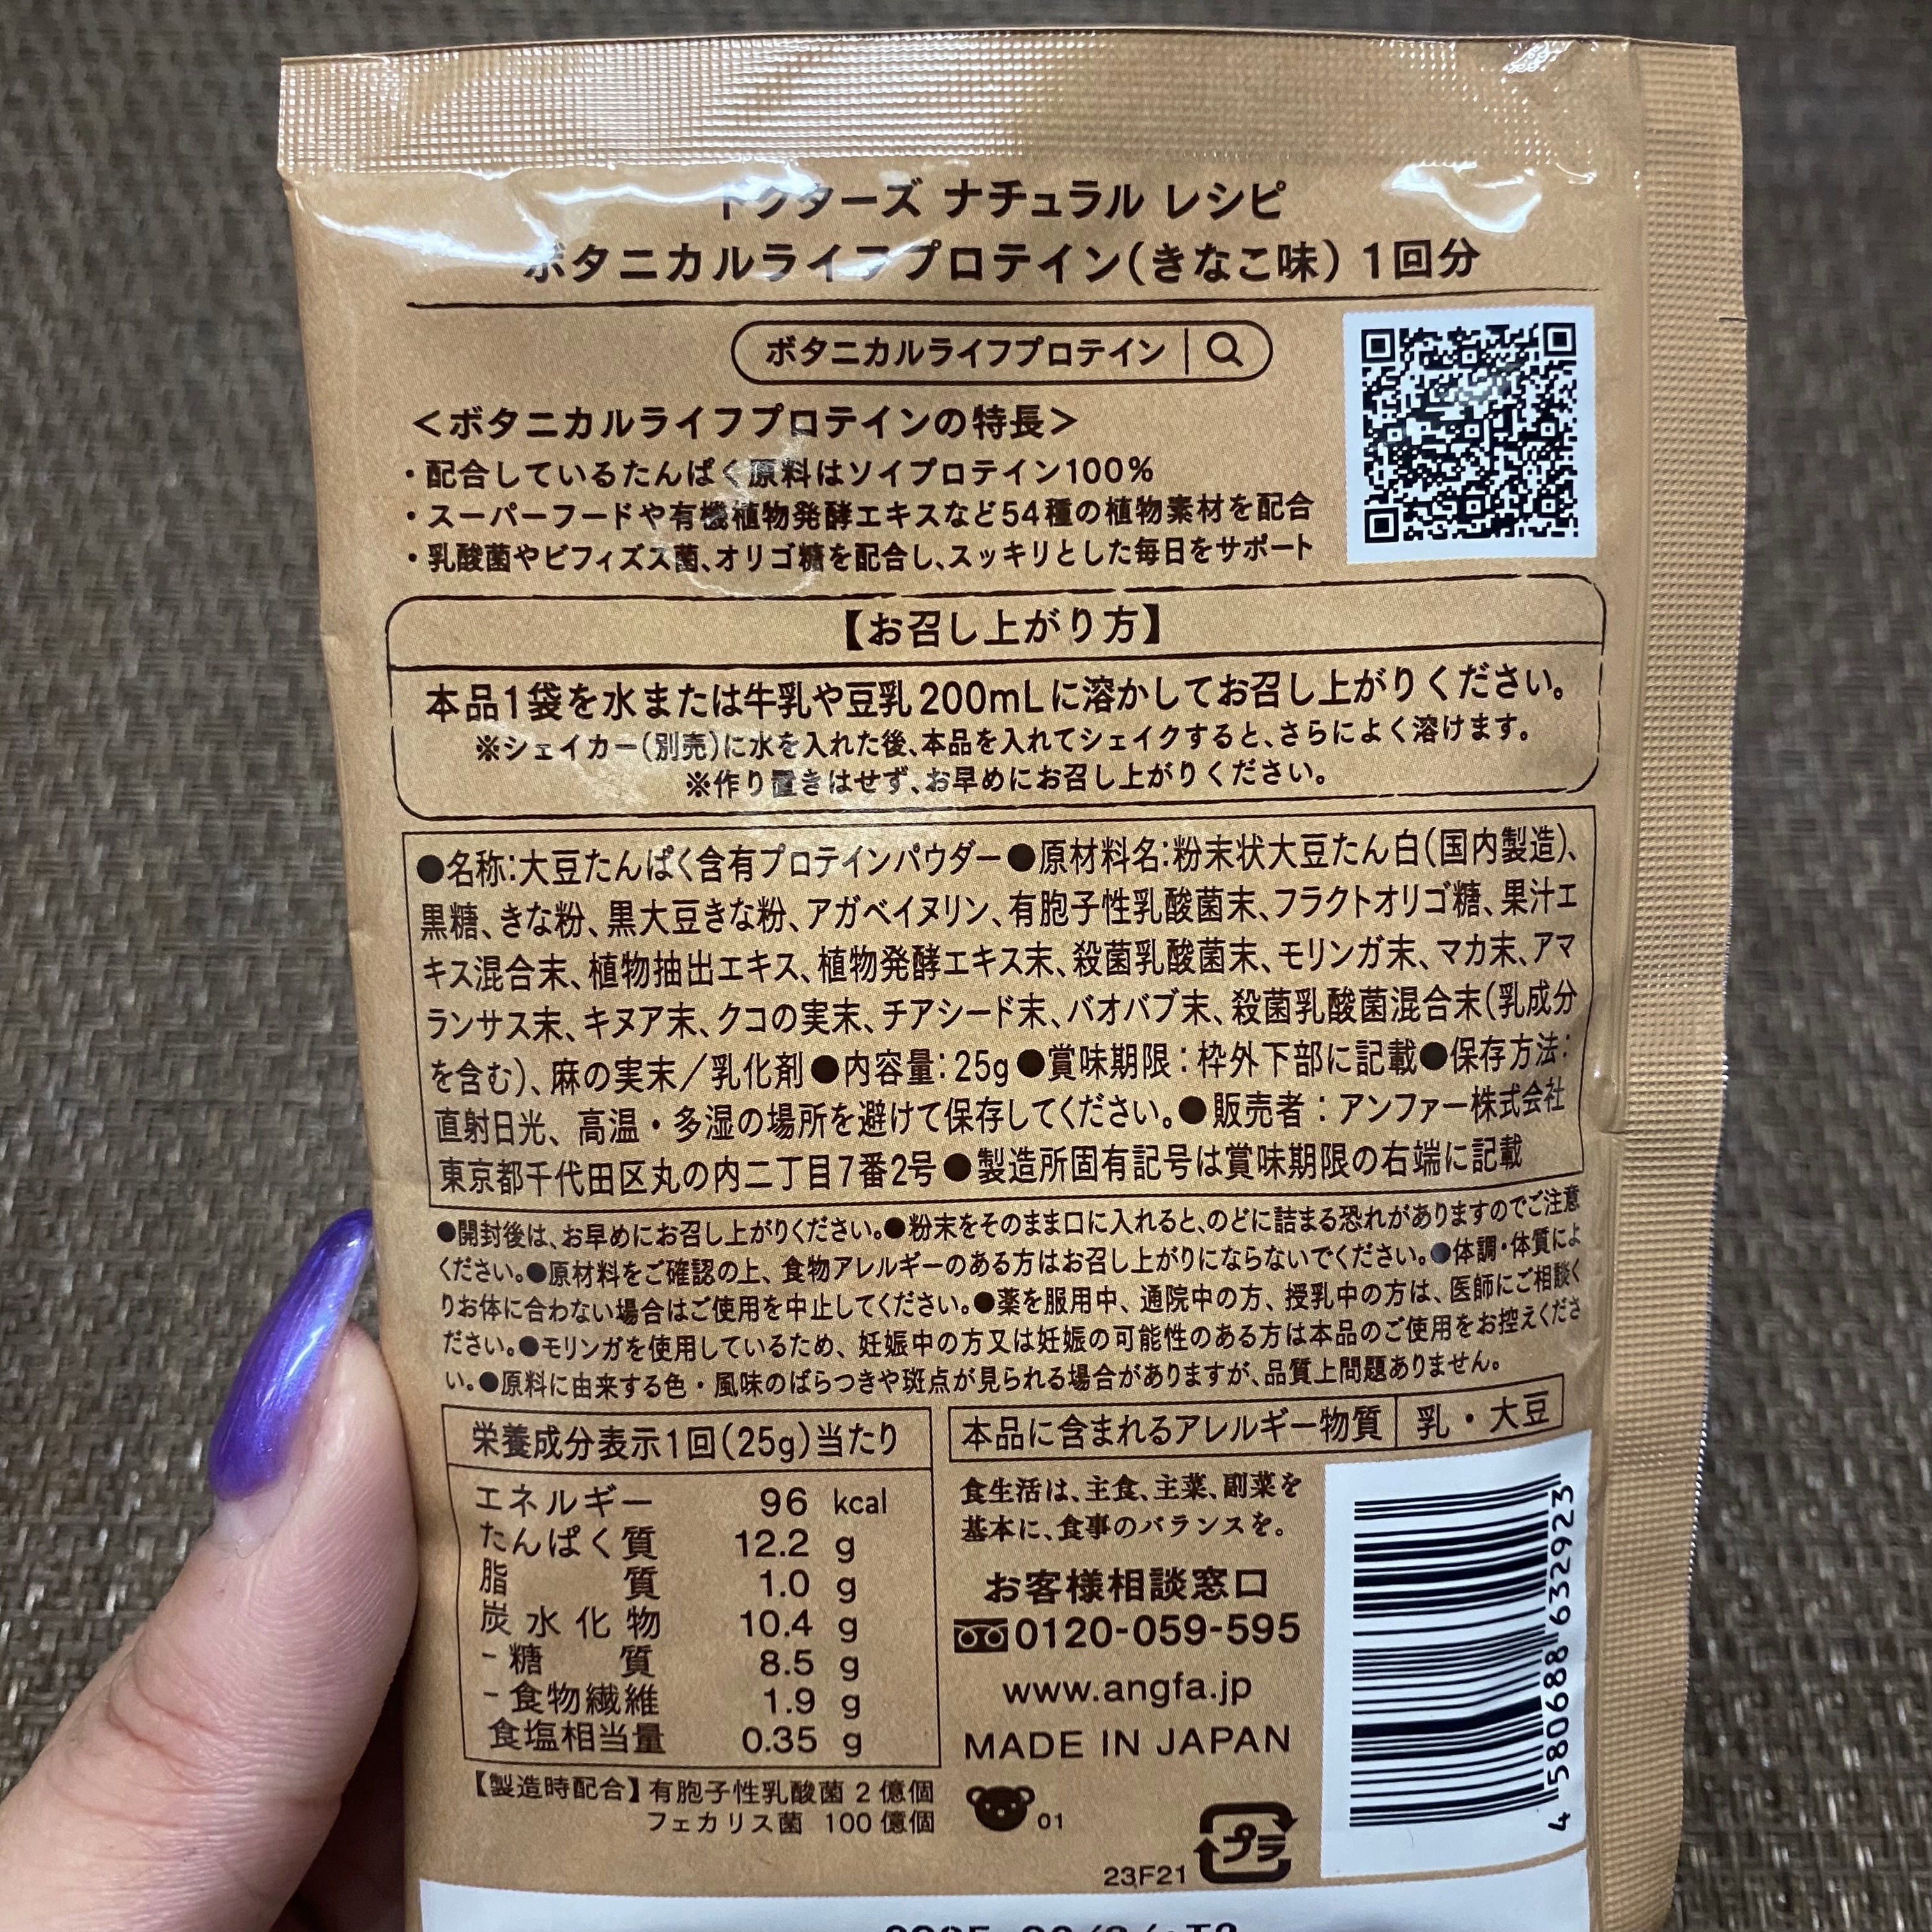 ドクターズ ナチュラル レシピ
ボタニカルライフプロテイン(きなこ味) 1回分
ボタニカルライフプロテイン
<ボタニカルライフプロテインの特長>
・配合しているたんぱく原料はソイプロテイン100%
・スーパーフードや有機植物発酵エキスなど54種の植物素材を配合
・乳酸菌やビフィズス菌、オリゴ糖を配合し、スッキリとした毎日をサポート
【お召し上がり方】
本品1袋を水または牛乳や豆乳200mLに溶かしてお召し上がりください。
※シェイカー(別売)に水を入れた後、本品を入れてシェイクすると、さらによく溶けます。
※作り置きはせず、お早めにお召し上がりください。
●名称:大豆たんぱく含有プロテインパウダー●原材料名:粉末状大豆たん白(国内製造)、
黒糖、きな粉、黒大豆きな粉、アガベイヌリン、有胞子性乳酸菌末、フラクトオリゴ糖、果汁エ
キス混合末、植物抽出エキス、植物発酵エキス末、殺菌乳酸菌末、モリンガ末、マカ末、アマ
ランサス末、キヌア末、クコの実末、チアシード末、バオバブ末、殺菌乳酸菌混合末(乳成分
を含む)、麻の実末/乳化剤●内容量:25g●賞味期限:枠外下部に記載●保存方法:
直射日光、高温・多湿の場所を避けて保存してください。●販売者:アンファー株式会社
東京都千代田区丸の内二丁目7番2号●製造所固有記号は賞味期限の右端に記載
●開封後は、お早めにお召し上がりください。●粉末をそのまま口に入れると、のどに詰まる恐れがありますのでご注意
ください。●原材料をご確認の上、食物アレルギーのある方はお召し上がりにならないでください。●体調・体質によ
りお体に合わない場合はご使用を中止してください。●薬を服用中、通院中の方、授乳中の方は、医師にご相談く
ださい。●モリンガを使用しているため、妊娠中の方又は妊娠の可能性のある方は本品のご使用をお控えくださ
い。●原料に由来する色・風味のばらつきや斑点が見られる場合がありますが、品質上問題ありません。
栄養成分表示1回(25g)当たり
エネルギー 96 kcal
たんぱく質 12.2 g
脂質 1.0 g
炭水化物 10.4 g
-糖質 8.5 g
-食物繊維 1.9 g
食塩相当量 0.35 g
【製造時配合】有胞子性乳酸菌 2億個
フェカリス菌 100億個
本品に含まれるアレルギー物質 乳・大豆
食生活は、主食、主菜、副菜を
基本に、食事のバランスを。
お客様相談窓口
0120-059-595
www.angfa.jp
MADE IN JAPAN
01
プラ
23F21
4 580688 632923